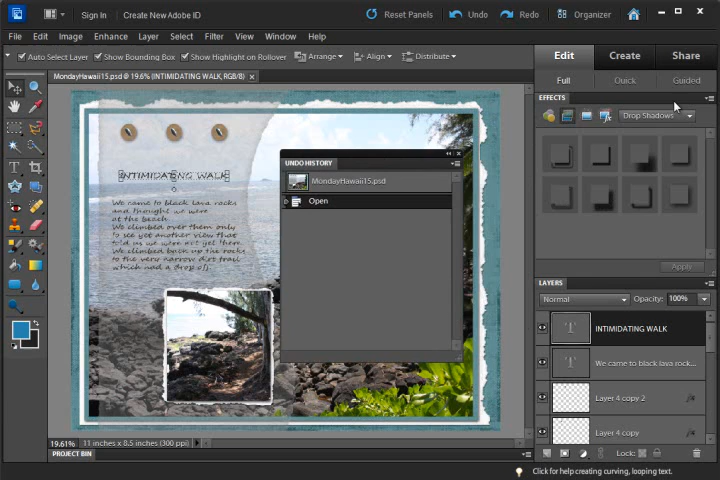 Sign In Create New Adobe ID Reset Panels Undo Redo Organizer
File Edit Image Enhance Layer Select Filter View Window Help
Auto Select Layer Show Bounding Box Show Highlight on Rollover Arrange Align Distribute
Edit Create Share
MondayHawaii15.psd @ 19.6% (INTIMIDATING WALK, RGB/8) ×
Full Quick Guided
EFFECTS
Drop Shadows
INTIMIDATING WALK
We came to black lava rocks
and thought we were
at the beach.
We climbed over them only
to see yet another view that
told us we were not yet there.
We climbed back up the rocks
to the very narrow dirt trail
which had a drop of
UNDO HISTORY
MondayHawaii15.psd
Open
Apply
LAYERS
Normal Opacity: 100%
T INTIMIDATING WALK
T We came to black lava rock...
Layer 4 copy 2 fx
Layer 4 copy fx
Lock:
19.61% 11 inches x 8.5 inches (300 ppi)
PROJECT BIN
Click for help creating curving, looping text.